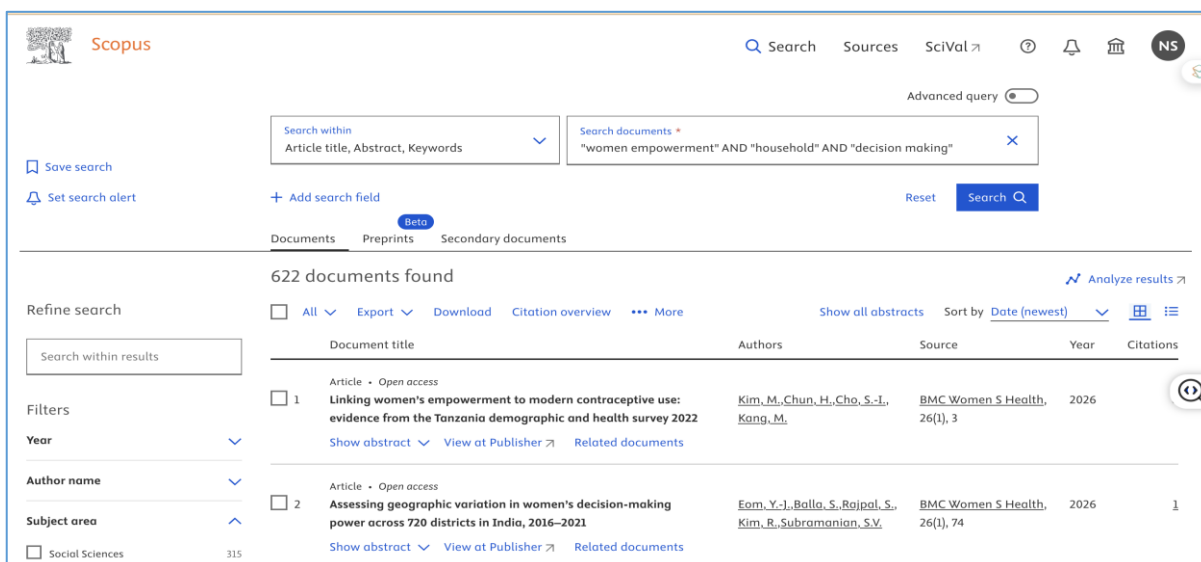 Scopus
Search Sources SciVal NS
Advanced query
Search within
Article title, Abstract, Keywords
Search documents *
"women empowerment" AND "household" AND "decision making"
Save search
Set search alert
+ Add search field
Reset Search
Beta
Documents Preprints Secondary documents
622 documents found
Analyze results
Refine search
Search within results
Filters
Year
Author name
Subject area
Social Sciences 315
All Export Download Citation overview ••• More Show all abstracts Sort by Date (newest)
Document title Authors Source Year Citations
Article • Open access
1 Linking women's empowerment to modern contraceptive use: Kim, M.,Chun, H.,Cho, S.-I., BMC Women S Health, 2026
evidence from the Tanzania demographic and health survey 2022 Kang, M. 26(1), 3
Show abstract View at Publisher Related documents
Article • Open access
2 Assessing geographic variation in women's decision-making Eom, Y.-J.,Balla, S.,Rajpal, S., BMC Women S Health, 2026 1
power across 720 districts in India, 2016–2021 Kim, R.,Subramanian, S.V. 26(1), 74
Show abstract View at Publisher Related documents